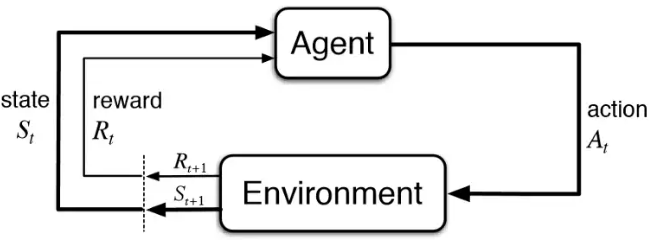 Agent
state
S_t
reward
R_t
action
A_t
R_{t+1}
S_{t+1}
Environment